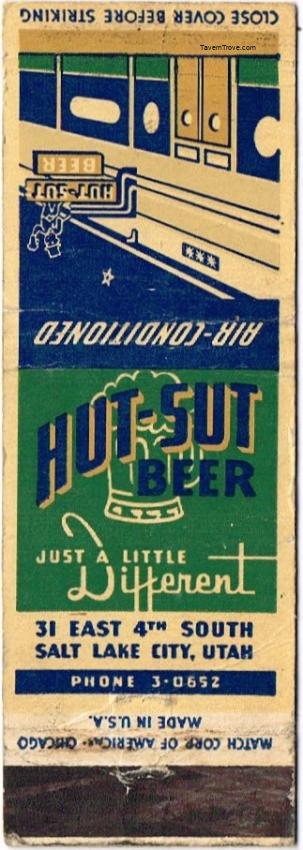 CLOSE COVER BEFORE STRIKING
TavernTrove.com
BEER
HUT-SUT
AIR-CONDITIONED
HUT-SUT
BEER
JUST A LITTLE
Different
31 EAST 4TH SOUTH
SALT LAKE CITY, UTAH
PHONE 3-0652
MADE IN U.S.A.
MATCH CORP. OF AMERICA, CHICAGO